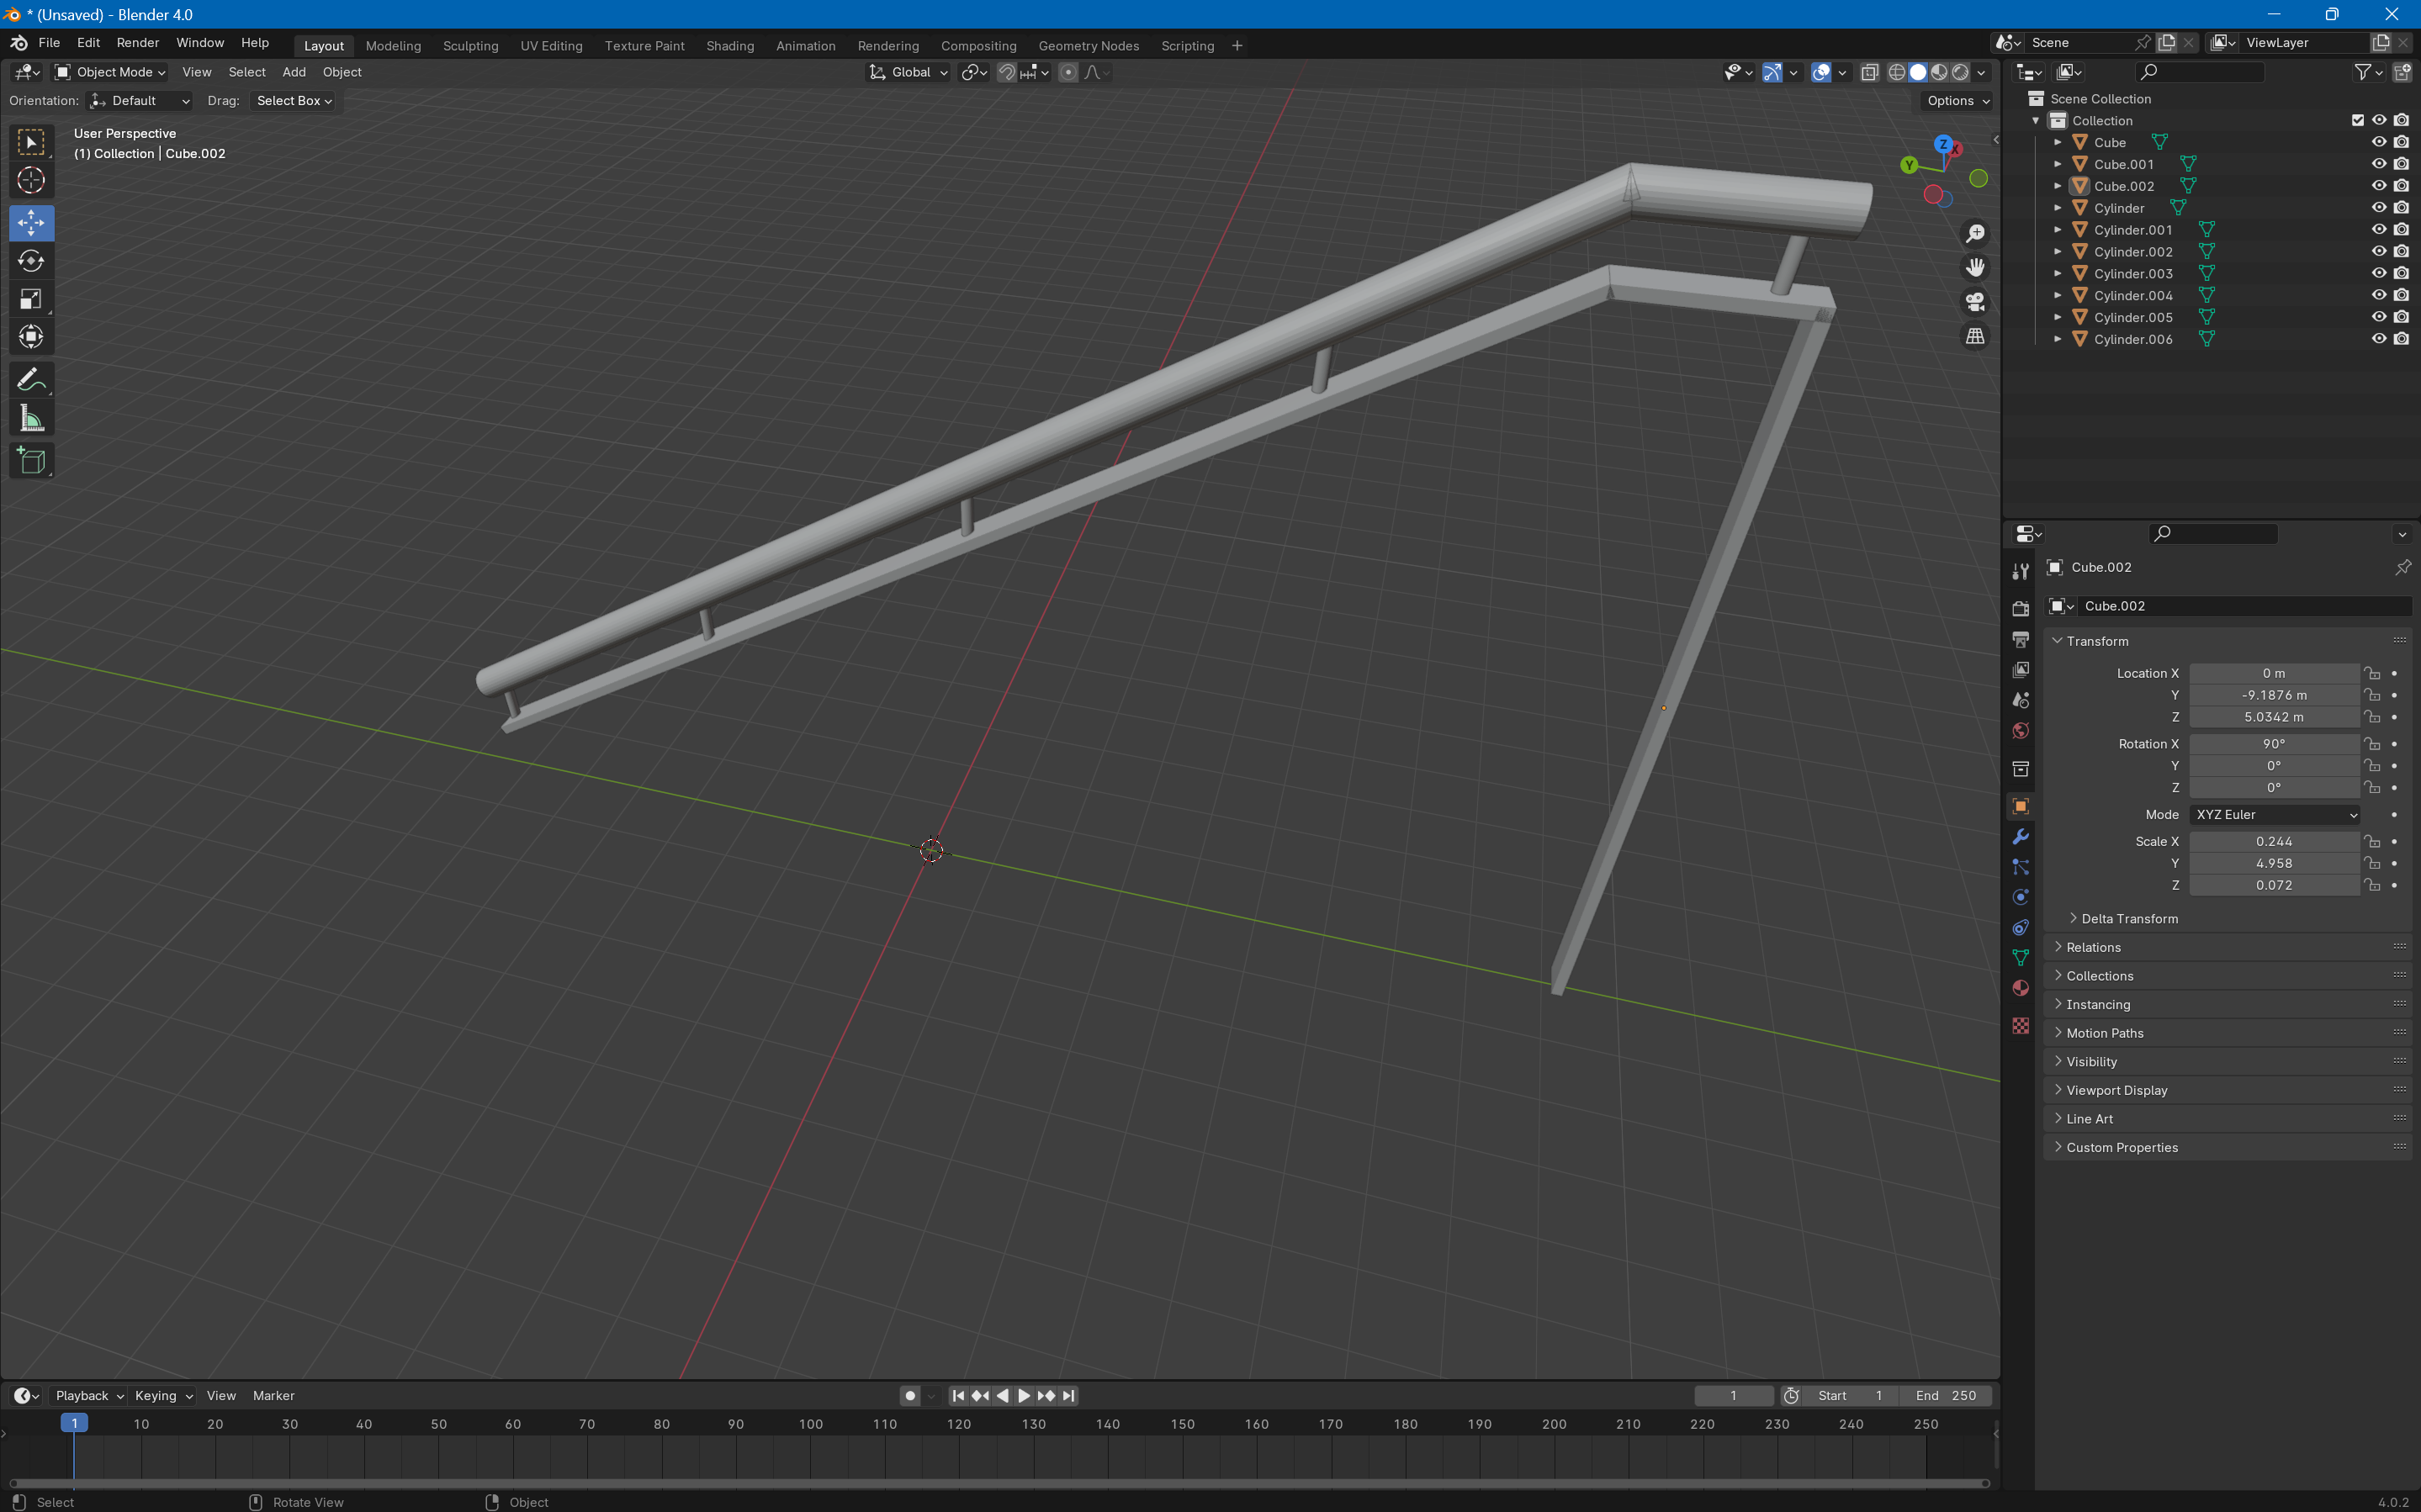 * (Unsaved) - Blender 4.0
File Edit Render Window Help Layout Modeling Sculpting UV Editing Texture Paint Shading Animation Rendering Compositing Geometry Nodes Scripting + Scene ViewLayer
Object Mode View Select Add Object Global
Orientation: Default Drag: Select Box Options
User Perspective
(1) Collection | Cube.002
Z
X
Y
Scene Collection
Collection
Cube
Cube.001
Cube.002
Cylinder
Cylinder.001
Cylinder.002
Cylinder.003
Cylinder.004
Cylinder.005
Cylinder.006
Cube.002
Cube.002
Transform
Location X 0 m
Y -9.1876 m
Z 5.0342 m
Rotation X 90°
Y 0°
Z 0°
Mode XYZ Euler
Scale X 0.244
Y 4.958
Z 0.072
Delta Transform
Relations
Collections
Instancing
Motion Paths
Visibility
Viewport Display
Line Art
Custom Properties
Playback Keying View Marker 1 Start 1 End 250
1 10 20 30 40 50 60 70 80 90 100 110 120 130 140 150 160 170 180 190 200 210 220 230 240 250
Select Rotate View Object 4.0.2